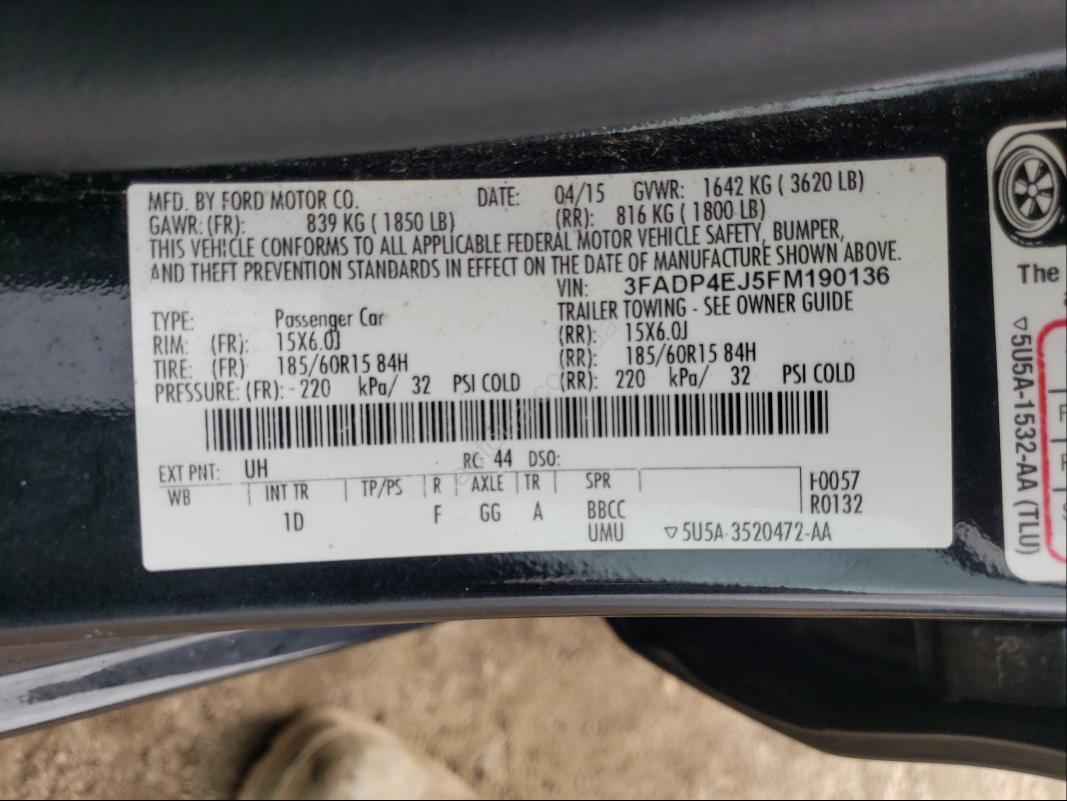 MFD. BY FORD MOTOR CO. DATE: 04/15 GVWR: 1642 KG ( 3620 LB)
GAWR: (FR): 839 KG ( 1850 LB) (RR): 816 KG ( 1800 LB)
THIS VEHICLE CONFORMS TO ALL APPLICABLE FEDERAL MOTOR VEHICLE SAFETY, BUMPER,
AND THEFT PREVENTION STANDARDS IN EFFECT ON THE DATE OF MANUFACTURE SHOWN ABOVE.
VIN: 3FADP4EJ5FM190136
TRAILER TOWING - SEE OWNER GUIDE
TYPE: Passenger Car
RIM: (FR): 15X6.0J (RR): 15X6.0J
TIRE: (FR) 185/60R15 84H (RR): 185/60R15 84H
PRESSURE: (FR): - 220 kPa/ 32 PSI COLD (RR): 220 kPa/ 32 PSI COLD
EXT PNT: UH RC: 44 DSO:
WB INT TR TP/PS R AXLE TR SPR F0057
1D F GG A BBCC R0132
UMU ▽5U5A-3520472-AA
The
▽5U5A-1532-AA (TLU)